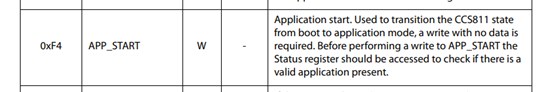 Application start. Used to transition the CCS811 state
from boot to application mode, a write with no data is
0xF4 APP_START W - required. Before performing a write to APP_START the
Status register should be accessed to check if there is a
valid application present.